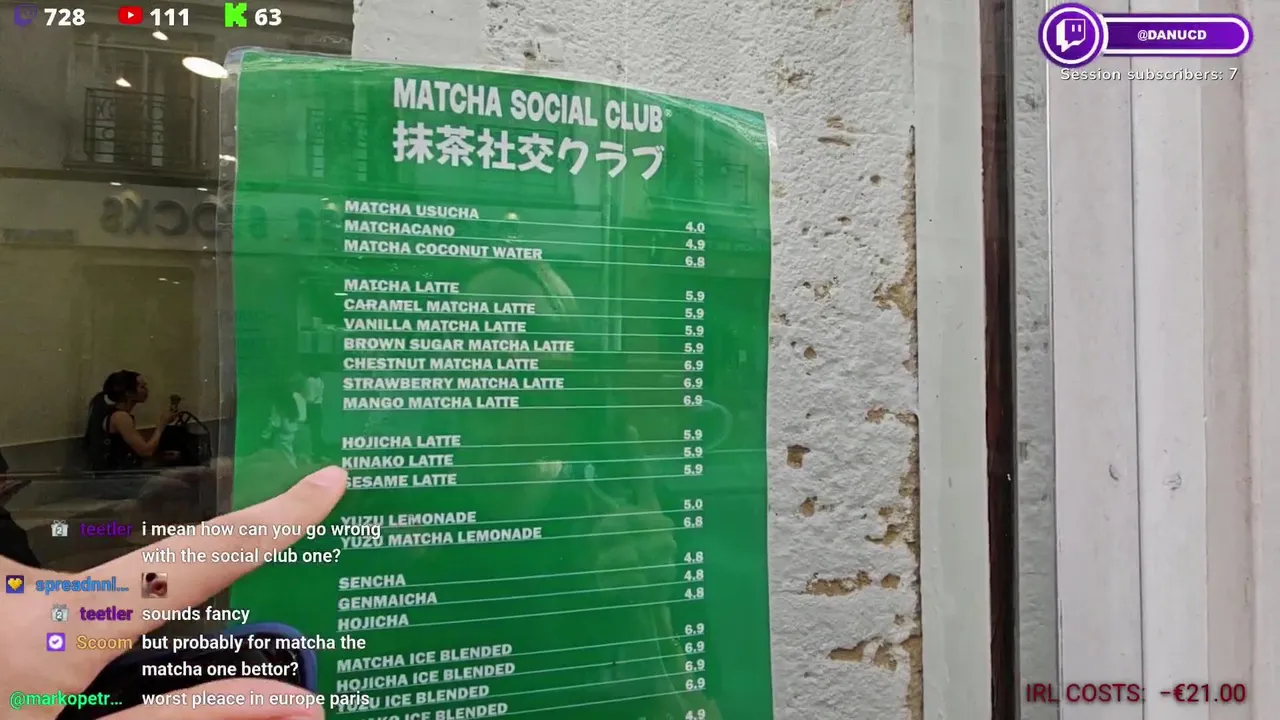 728
111
63
@DANUCD
Session subscribers: 7
MATCHA SOCIAL CLUB
抹茶社交クラブ
MATCHA USUCHA 4.0
MATCHACANO 4.9
MATCHA COCONUT WATER 6.8
MATCHA LATTE 5.9
CARAMEL MATCHA LATTE 5.9
VANILLA MATCHA LATTE 5.9
BROWN SUGAR MATCHA LATTE 5.9
CHESTNUT MATCHA LATTE 6.9
STRAWBERRY MATCHA LATTE 6.9
MANGO MATCHA LATTE 6.9
HOJICHA LATTE 5.9
KINAKO LATTE 5.9
SESAME LATTE 5.9
YUZU LEMONADE 5.0
YUZU MATCHA LEMONADE 6.8
SENCHA 4.8
GENMAICHA 4.8
HOJICHA 4.8
MATCHA ICE BLENDED 6.9
HOJICHA ICE BLENDED 6.9
YUZU ICE BLENDED 6.9
ICE BLENDED 6.9
4.9
teetler i mean how can you go wrong
with the social club one?
spreadnnl...
teetler sounds fancy
Scoom but probably for matcha the
matcha one bettor?
@markopetr... worst pleace in europe paris
IRL COSTS: -€21.00